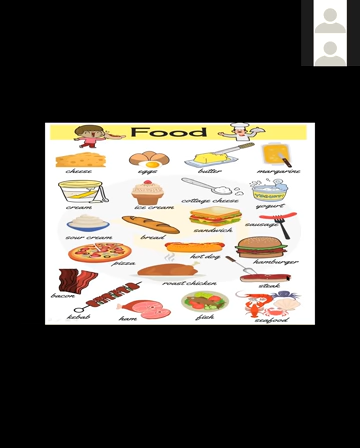 Food
cheese eggs butter margarine
cream ice cream cottage cheese yogurt
sour cream bread sandwich sausage
pizza hot dog hamburger
bacon roast chicken steak
kebab ham fish seafood